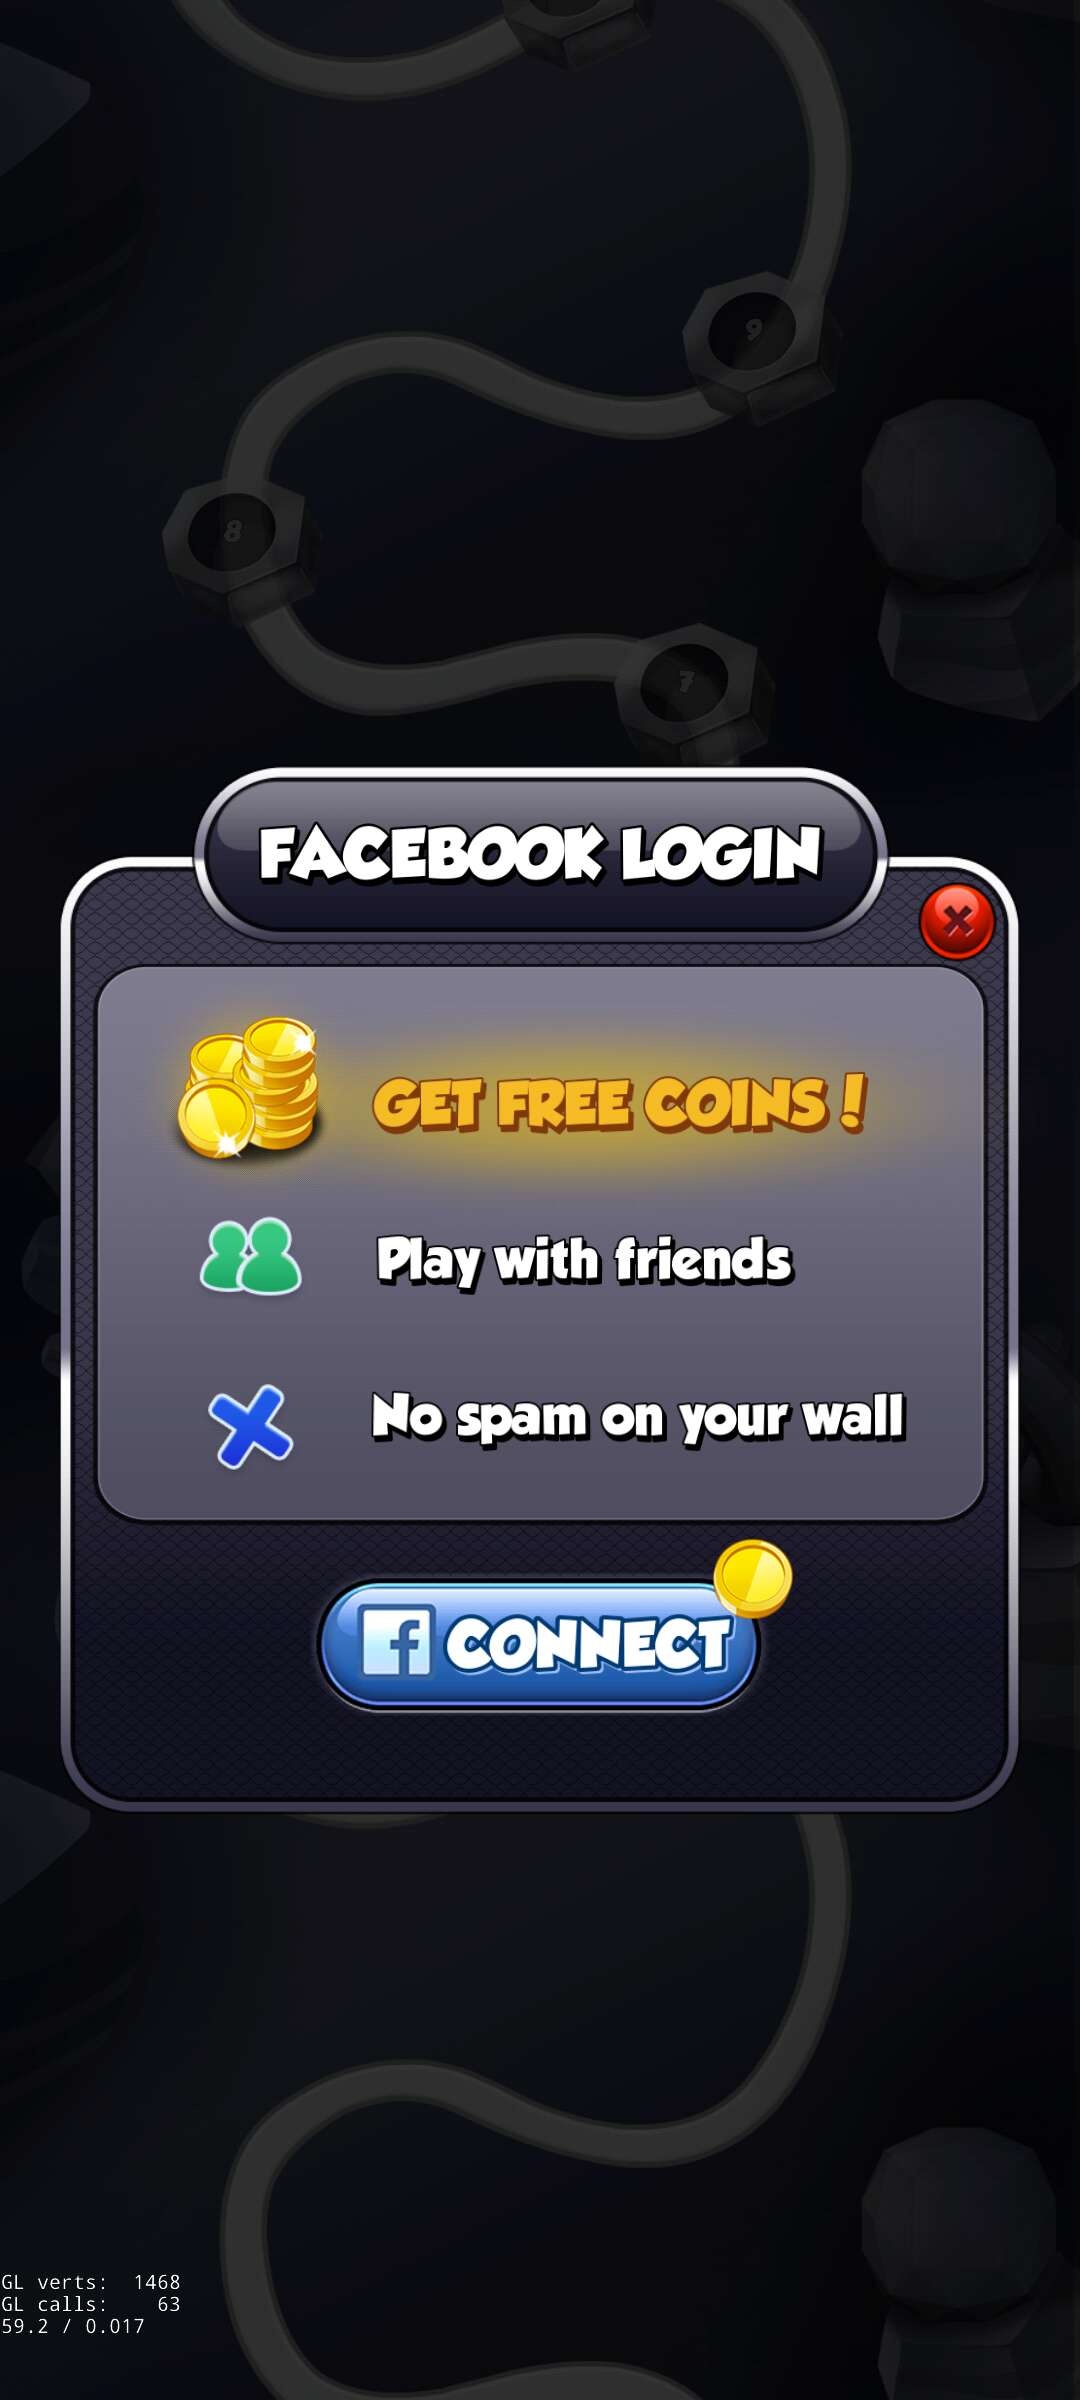 9
8
7
FACEBOOK LOGIN
GET FREE COINS!
Play with friends
No spam on your wall
f CONNECT
GL verts: 1468
GL calls: 63
59.2 / 0.017